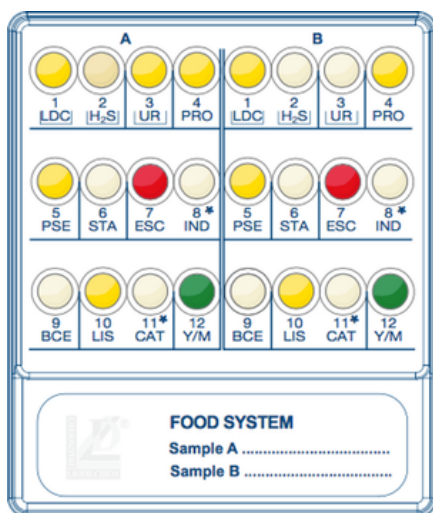 A B
1 2 3 4 1 2 3 4
LDC H₂S UR PRO LDC H₂S UR PRO
5 6 7 8* 5 6 7 8*
PSE STA ESC IND PSE STA ESC IND
9 10 11* 12 9 10 11* 12
BCE LIS CAT Y/M BCE LIS CAT Y/M
FOOD SYSTEM
Sample A ........................................
Sample B ........................................